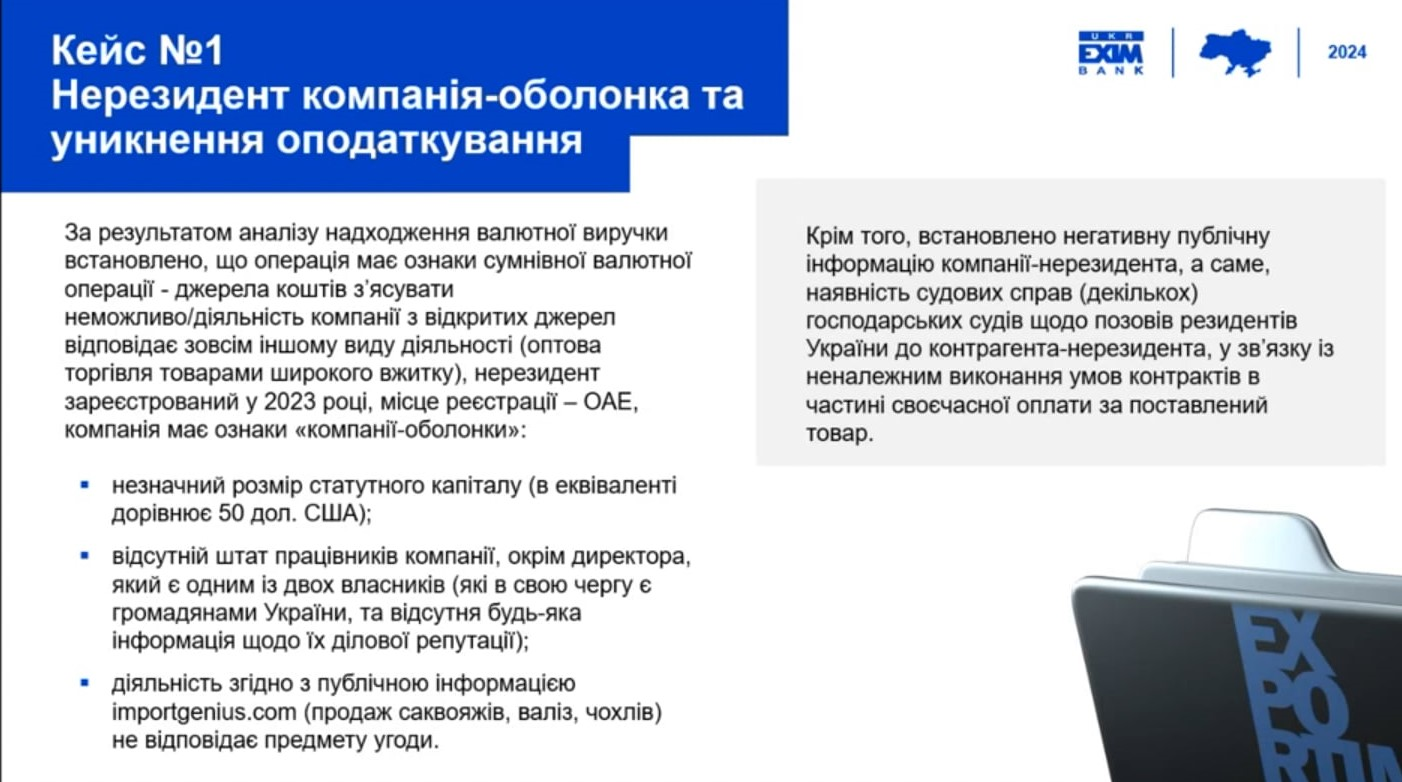 Кейс №1
Нерезидент компанія-оболонка та
уникнення оподаткування
UKR
EXIM
BANK
2024
За результатом аналізу надходження валютної виручки
встановлено, що операція має ознаки сумнівної валютної
операції - джерела коштів з’ясувати
неможливо/діяльність компанії з відкритих джерел
відповідає зовсім іншому виду діяльності (оптова
торгівля товарами широкого вжитку), нерезидент
зареєстрований у 2023 році, місце реєстрації – ОАЕ,
компанія має ознаки «компанії-оболонки»:
▪ незначний розмір статутного капіталу (в еквіваленті
дорівнює 50 дол. США);
▪ відсутній штат працівників компанії, окрім директора,
який є одним із двох власників (які в свою чергу є
громадянами України, та відсутня будь-яка
інформація щодо їх ділової репутації);
▪ діяльність згідно з публічною інформацією
importgenius.com (продаж саквояжів, валіз, чохлів)
не відповідає предмету угоди.
Крім того, встановлено негативну публічну
інформацію компанії-нерезидента, а саме,
наявність судових справ (декількох)
господарських судів щодо позовів резидентів
України до контрагента-нерезидента, у зв’язку із
неналежним виконання умов контрактів в
частині своєчасної оплати за поставлений
товар.
EX
PO
RTIM